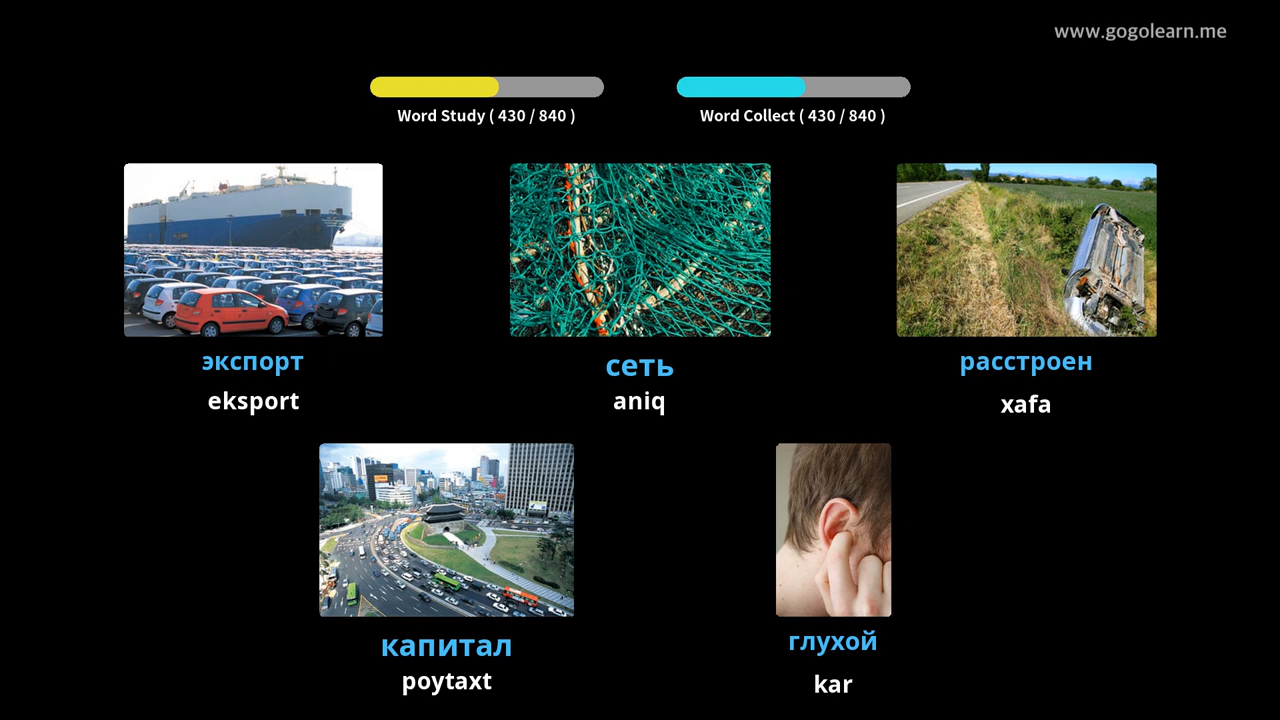 www.gogolearn.me
Word Study ( 430 / 840 )
Word Collect ( 430 / 840 )
экспорт
eksport
сеть
aniq
расстроен
xafa
капитал
poytaxt
глухой
kar